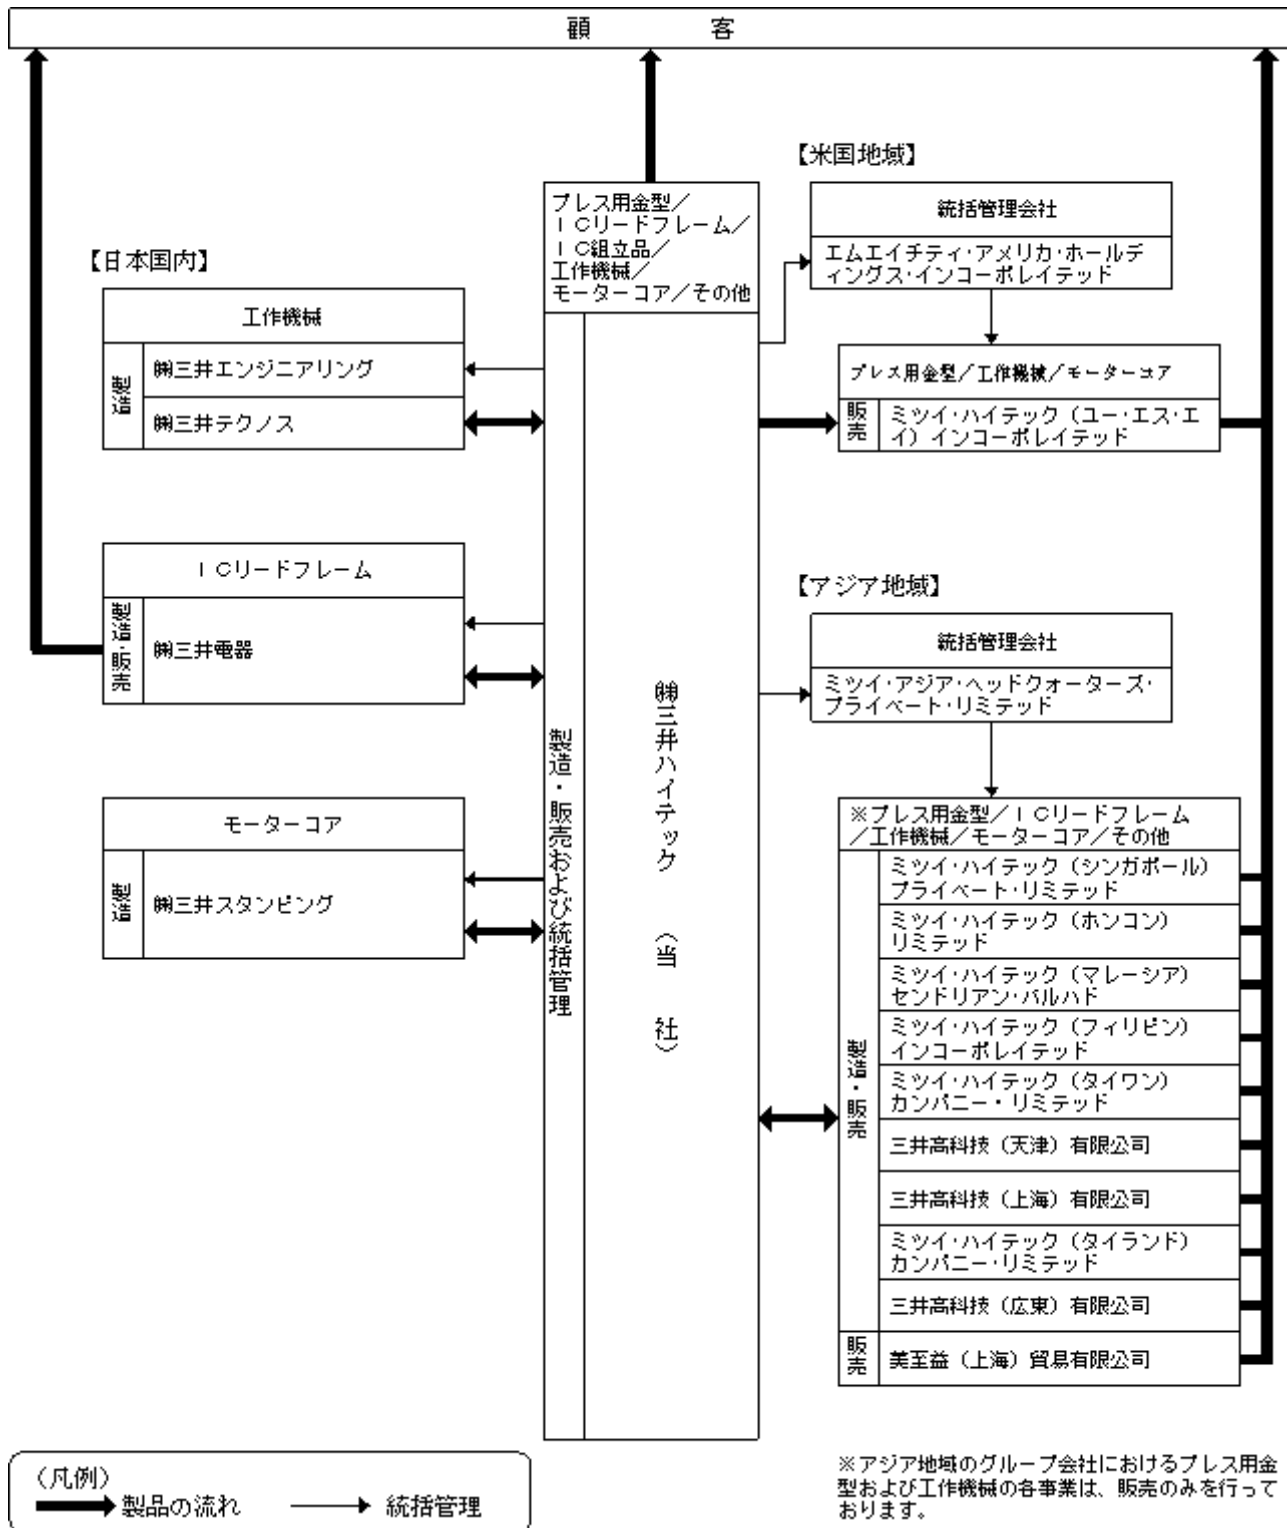 顧　客
【日本国内】
工作機械
製造
㈱三井エンジニアリング
㈱三井テクノス
ＩＣリードフレーム
製造・販売
㈱三井電器
モーターコア
製造
㈱三井スタンピング
プレス用金型／
ＩＣリードフレーム／
ＩＣ組立品／
工作機械／
モーターコア／その他
製造・販売および統括管理
㈱三井ハイテック　（当　社）
【米国地域】
統括管理会社
エムエイチティ・アメリカ・ホールデ
ィングス・インコーポレイテッド
プレス用金型／工作機械／モーターコア
販売
ミツイ・ハイテック（ユー・エス・エ
イ）インコーポレイテッド
【アジア地域】
統括管理会社
ミツイ・アジア・ヘッドクォーターズ・
プライベート・リミテッド
※プレス用金型／ＩＣリードフレーム
／工作機械／モーターコア／その他
製造・販売
ミツイ・ハイテック（シンガポール）
プライベート・リミテッド
ミツイ・ハイテック（ホンコン）
リミテッド
ミツイ・ハイテック（マレーシア）
センドリアン・バルハド
ミツイ・ハイテック（フィリピン）
インコーポレイテッド
ミツイ・ハイテック（タイワン）
カンパニー・リミテッド
三井高科技（天津）有限公司
三井高科技（上海）有限公司
ミツイ・ハイテック（タイランド）
カンパニー・リミテッド
三井高科技（広東）有限公司
販売
美至益（上海）貿易有限公司
（凡例）
製品の流れ　統括管理
※アジア地域のグループ会社におけるプレス用金
型および工作機械の各事業は、販売のみを行って
おります。